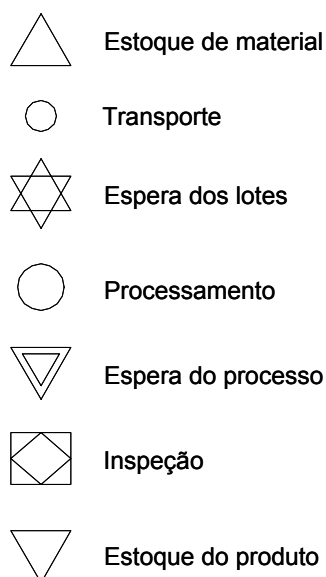 Estoque de material
Transporte
Espera dos lotes
Processamento
Espera do processo
Inspeção
Estoque do produto